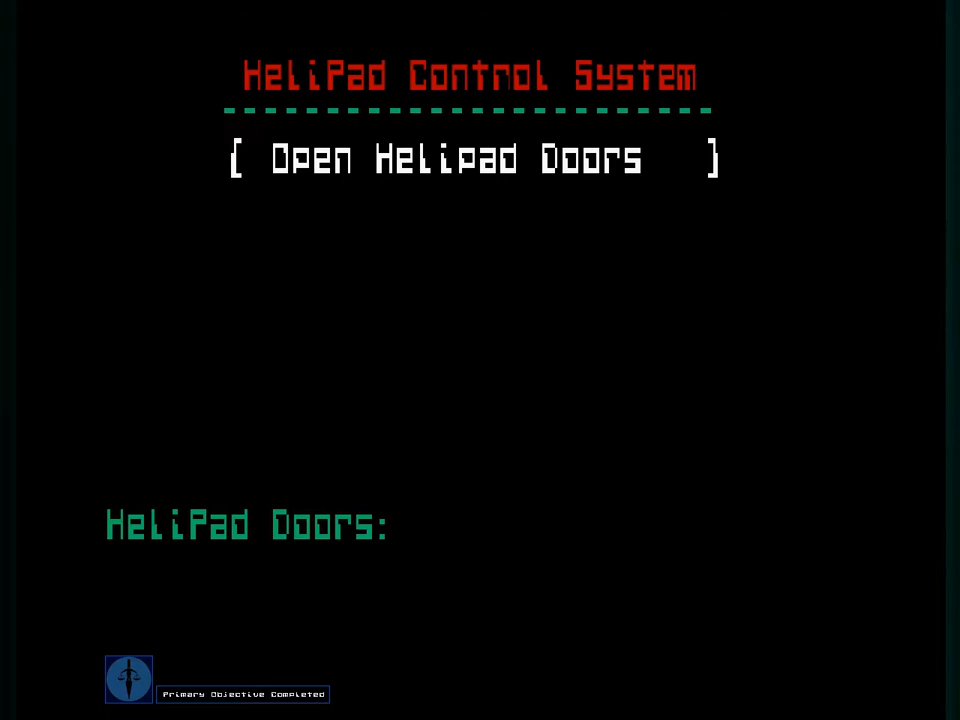 HeliPad Control System
------------------------
[ Open Helipad Doors ]
HeliPad Doors:
Primary Objective Completed